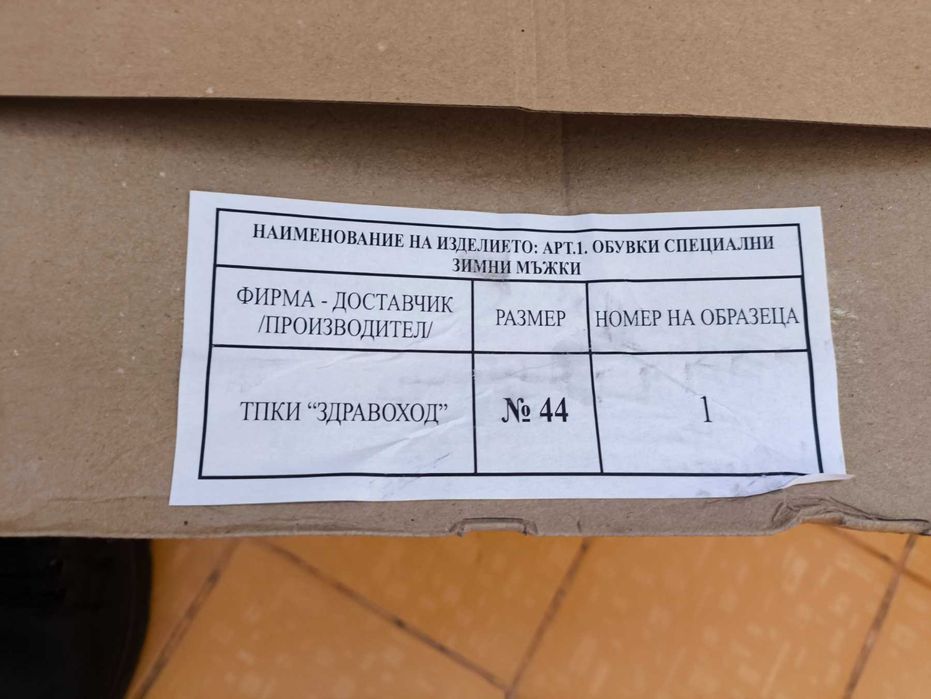 НАИМЕНОВАНИЕ НА ИЗДЕЛИЕТО: АРТ.1. ОБУВКИ СПЕЦИАЛНИ
ЗИМНИ МЪЖКИ
ФИРМА - ДОСТАВЧИК
/ПРОИЗВОДИТЕЛ/
РАЗМЕР
НОМЕР НА ОБРАЗЕЦА
ТПКИ “ЗДРАВОХОД”
№ 44
1